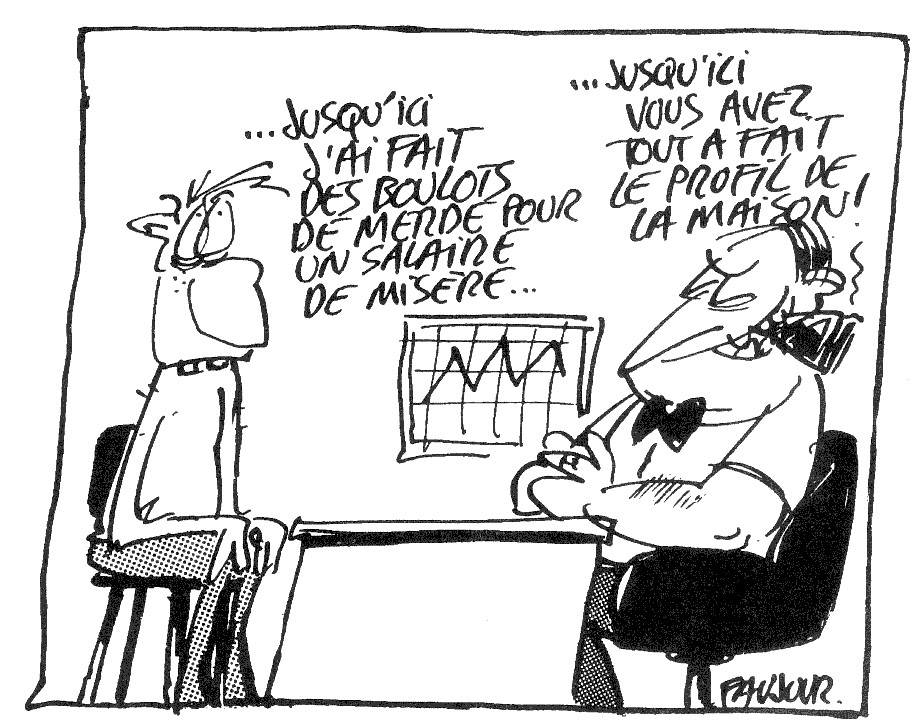 ...JUSQU'ICI
J'AI FAIT
DES BOULOTS
DE MERDE POUR
UN SALAIRE
DE MISÈRE...
...JUSQU'ICI
VOUS AVEZ
TOUT A FAIT
LE PROFIL DE
LA MAISON!
FAUJOUR.